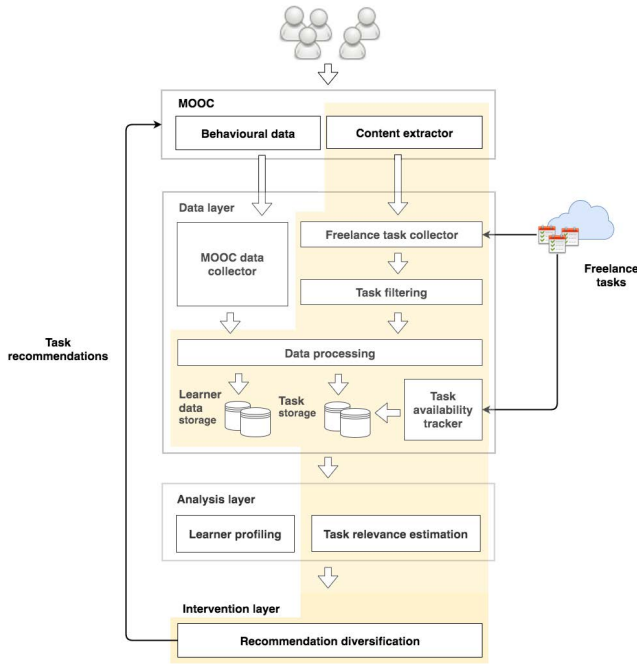 MOOC
Behavioural data
Content extractor
Data layer
MOOC data
collector
Freelance task collector
Freelance
tasks
Task filtering
Task
recommendations
Data processing
Learner
data
storage
Task
storage
Task
availability
tracker
Analysis layer
Learner profiling
Task relevance estimation
Intervention layer
Recommendation diversification